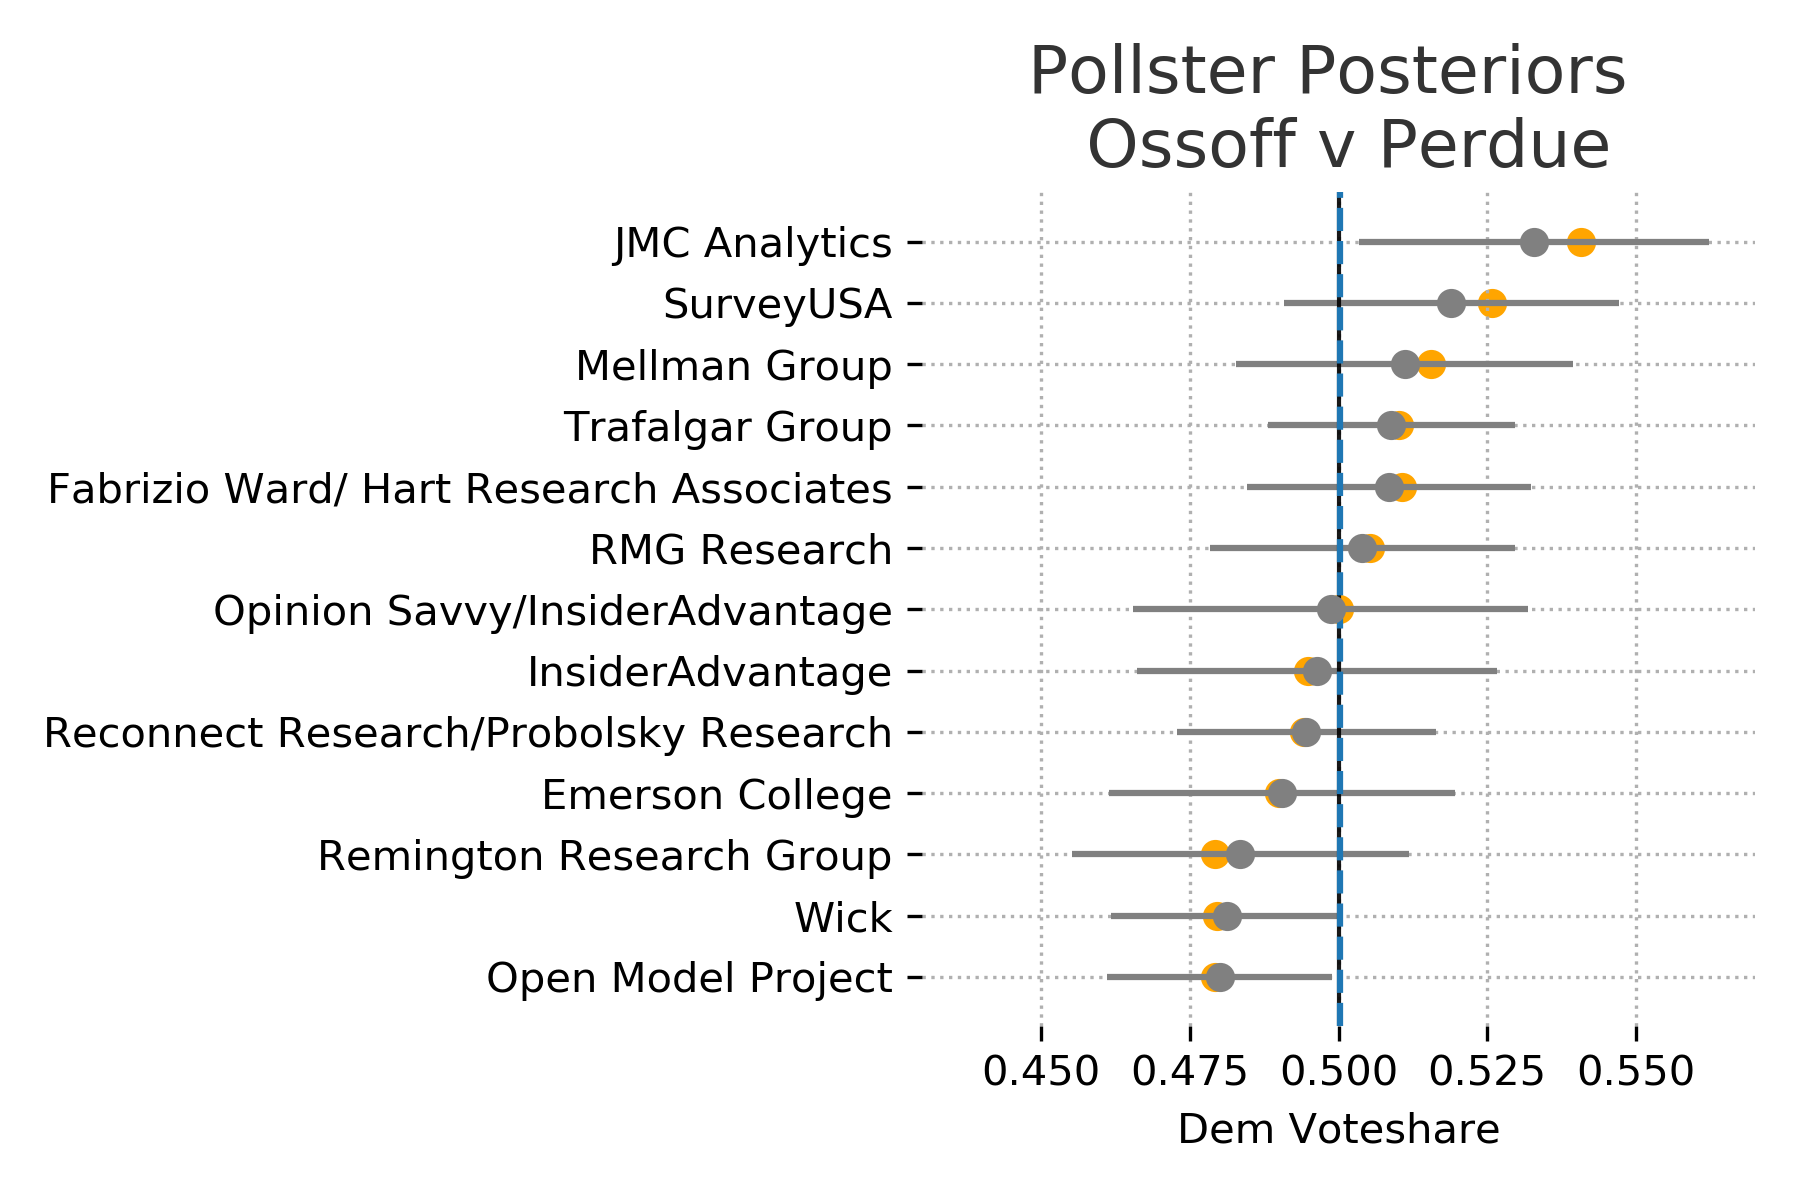 Pollster Posteriors
Ossoff v Perdue
JMC Analytics
SurveyUSA
Mellman Group
Trafalgar Group
Fabrizio Ward/ Hart Research Associates
RMG Research
Opinion Savvy/InsiderAdvantage
InsiderAdvantage
Reconnect Research/Probolsky Research
Emerson College
Remington Research Group
Wick
Open Model Project
0.450 0.475 0.500 0.525 0.550
Dem Voteshare